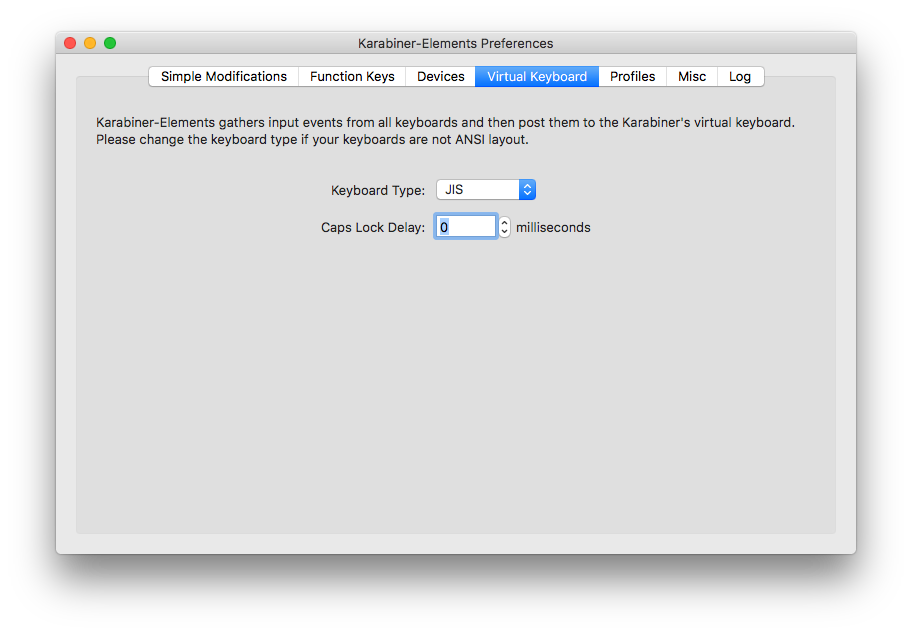 Karabiner-Elements Preferences
Simple Modifications Function Keys Devices Virtual Keyboard Profiles Misc Log
Karabiner-Elements gathers input events from all keyboards and then post them to the Karabiner's virtual keyboard.
Please change the keyboard type if your keyboards are not ANSI layout.
Keyboard Type: JIS
Caps Lock Delay: 0 milliseconds